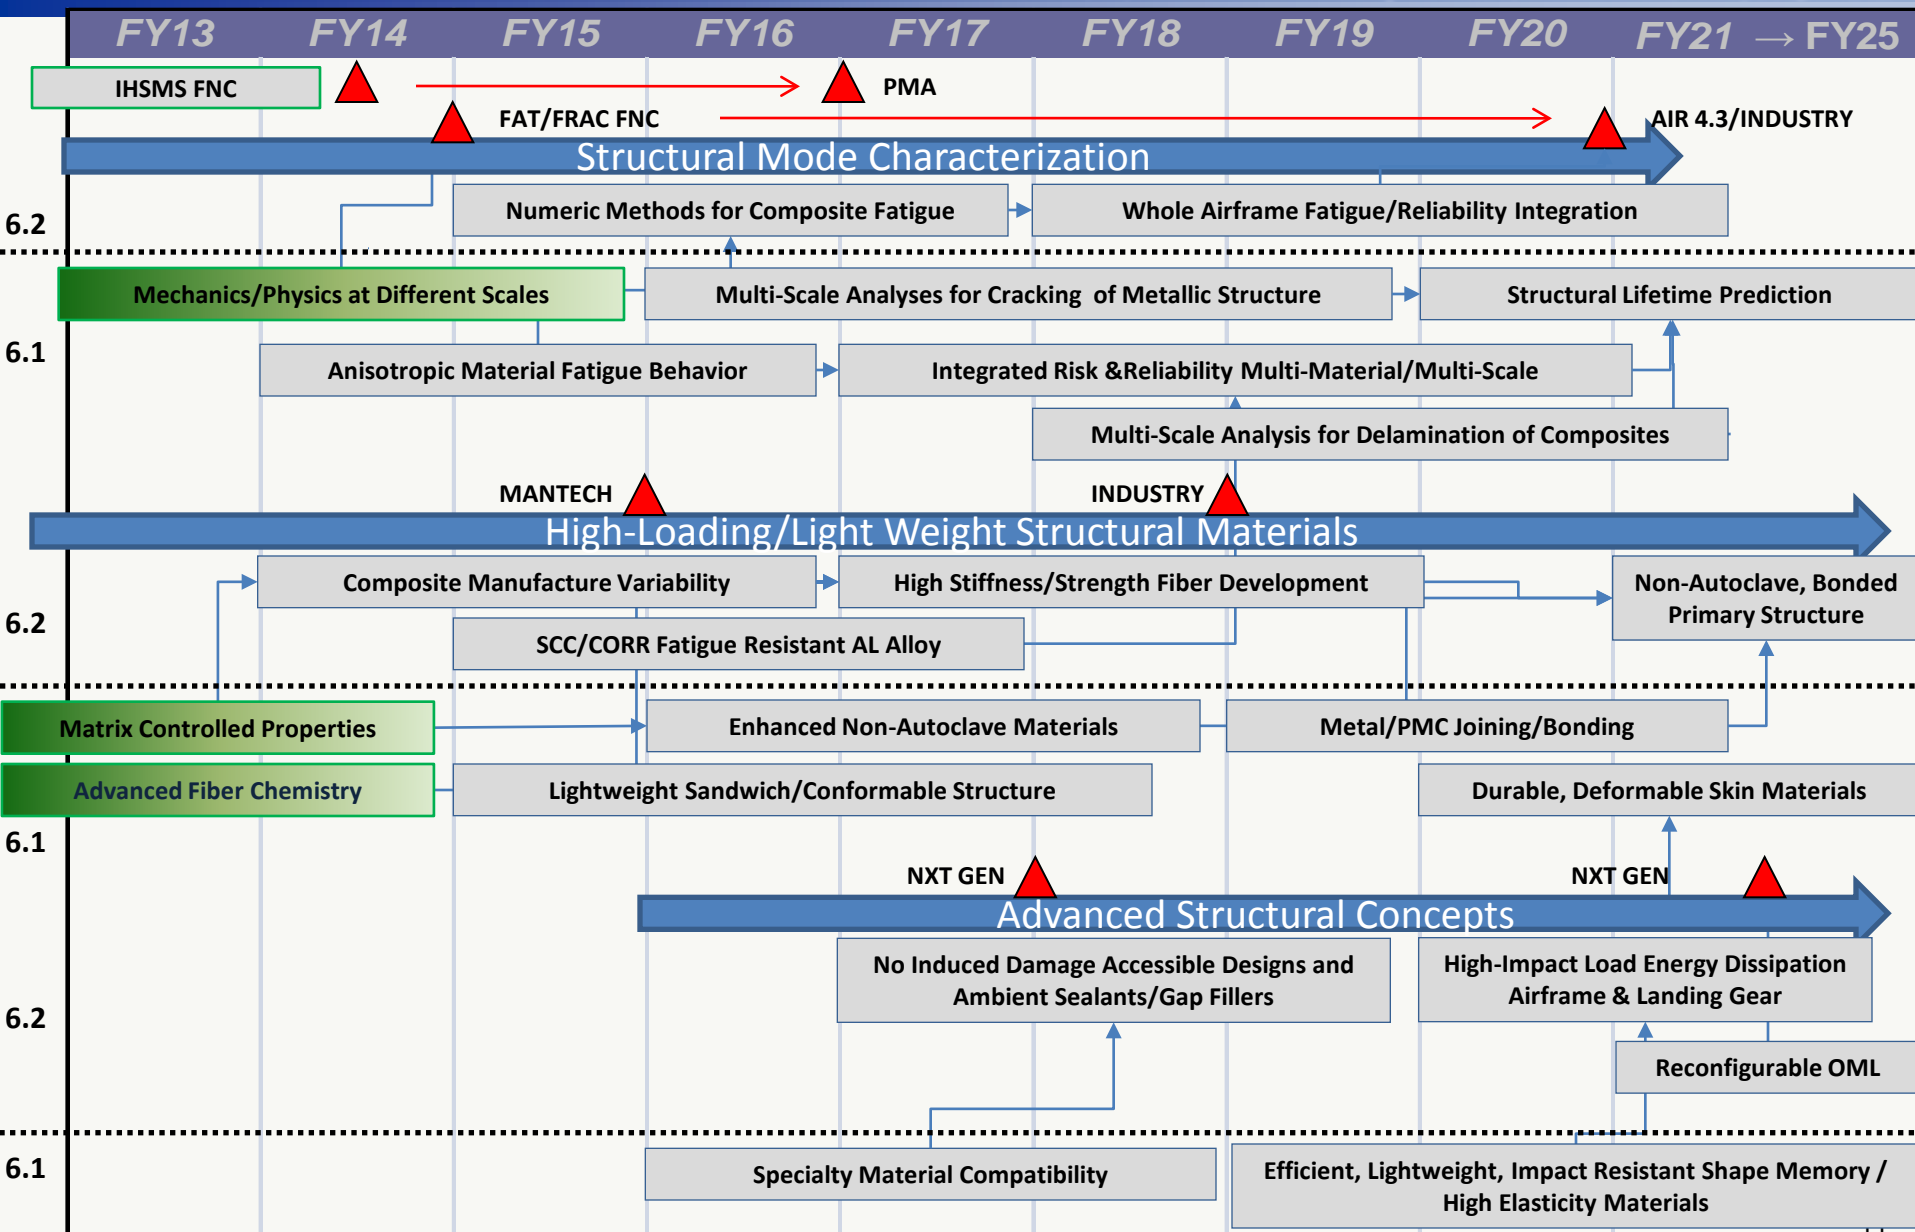 FY13 FY14 FY15 FY16 FY17 FY18 FY19 FY20 FY21 → FY25
IHSMS FNC
PMA
FAT/FRAC FNC
AIR 4.3/INDUSTRY
Structural Mode Characterization
6.2
Numeric Methods for Composite Fatigue
Whole Airframe Fatigue/Reliability Integration
Mechanics/Physics at Different Scales
Multi-Scale Analyses for Cracking of Metallic Structure
Structural Lifetime Prediction
6.1
Anisotropic Material Fatigue Behavior
Integrated Risk &Reliability Multi-Material/Multi-Scale
Multi-Scale Analysis for Delamination of Composites
MANTECH
INDUSTRY
High-Loading/Light Weight Structural Materials
Composite Manufacture Variability
High Stiffness/Strength Fiber Development
Non-Autoclave, Bonded
Primary Structure
6.2
SCC/CORR Fatigue Resistant AL Alloy
Matrix Controlled Properties
Enhanced Non-Autoclave Materials
Metal/PMC Joining/Bonding
Advanced Fiber Chemistry
Lightweight Sandwich/Conformable Structure
Durable, Deformable Skin Materials
6.1
NXT GEN
NXT GEN
Advanced Structural Concepts
No Induced Damage Accessible Designs and
Ambient Sealants/Gap Fillers
High-Impact Load Energy Dissipation
Airframe & Landing Gear
6.2
Reconfigurable OML
6.1
Specialty Material Compatibility
Efficient, Lightweight, Impact Resistant Shape Memory /
High Elasticity Materials